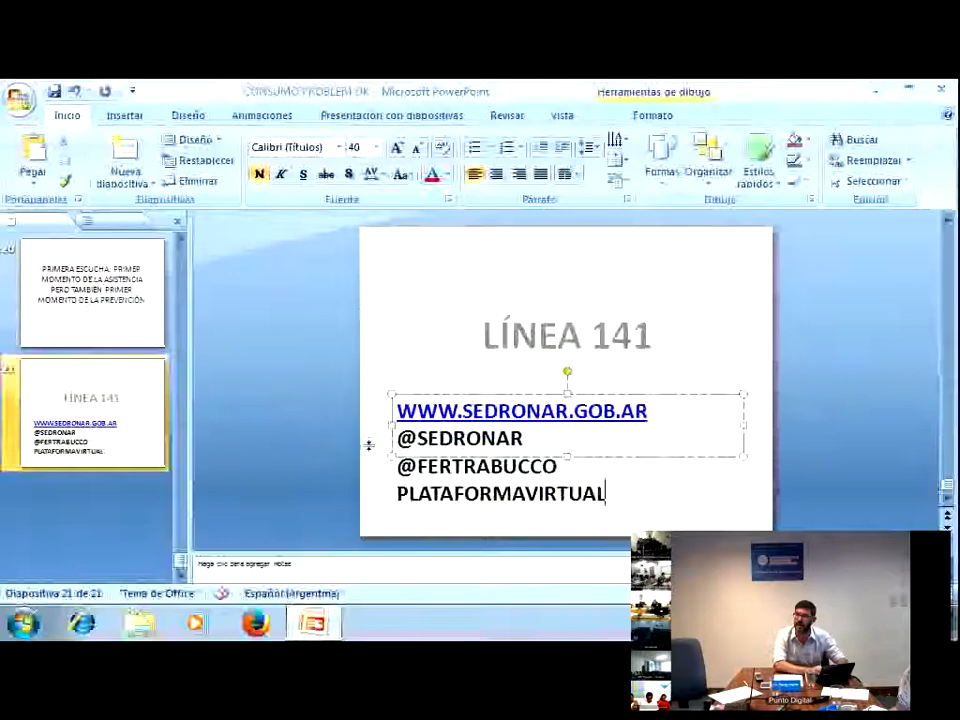 CONSUMO PROBLEM OK - Microsoft PowerPoint
Herramientas de dibujo
Inicio
Insertar
Diseño
Animaciones
Presentación con diapositivas
Revisar
Vista
Formato
Pegar
Nueva diapositiva
Diseño
Restablecer
Eliminar
Calibri (Títulos)
40
Formas
Organizar
Estilos rápidos
Buscar
Reemplazar
Seleccionar
Portapapeles
Diapositivas
Fuente
Párrafo
Dibujo
PRIMERA ESCUCHA: PRIMER
MOMENTO DE LA ASISTENCIA
PERO TAMBIÉN PRIMER
MOMENTO DE LA PREVENCIÓN
LÍNEA 141
WWW.SEDRONAR.GOB.AR
@SEDRONAR
@FERTRABUCCO
PLATAFORMAVIRTUAL
LÍNEA 141
WWW.SEDRONAR.GOB.AR
@SEDRONAR
@FERTRABUCCO
PLATAFORMAVIRTUAL
Haga clic para agregar notas
Diapositiva 21 de 21
"Tema de Office"
Español (Argentina)
Punto Digital